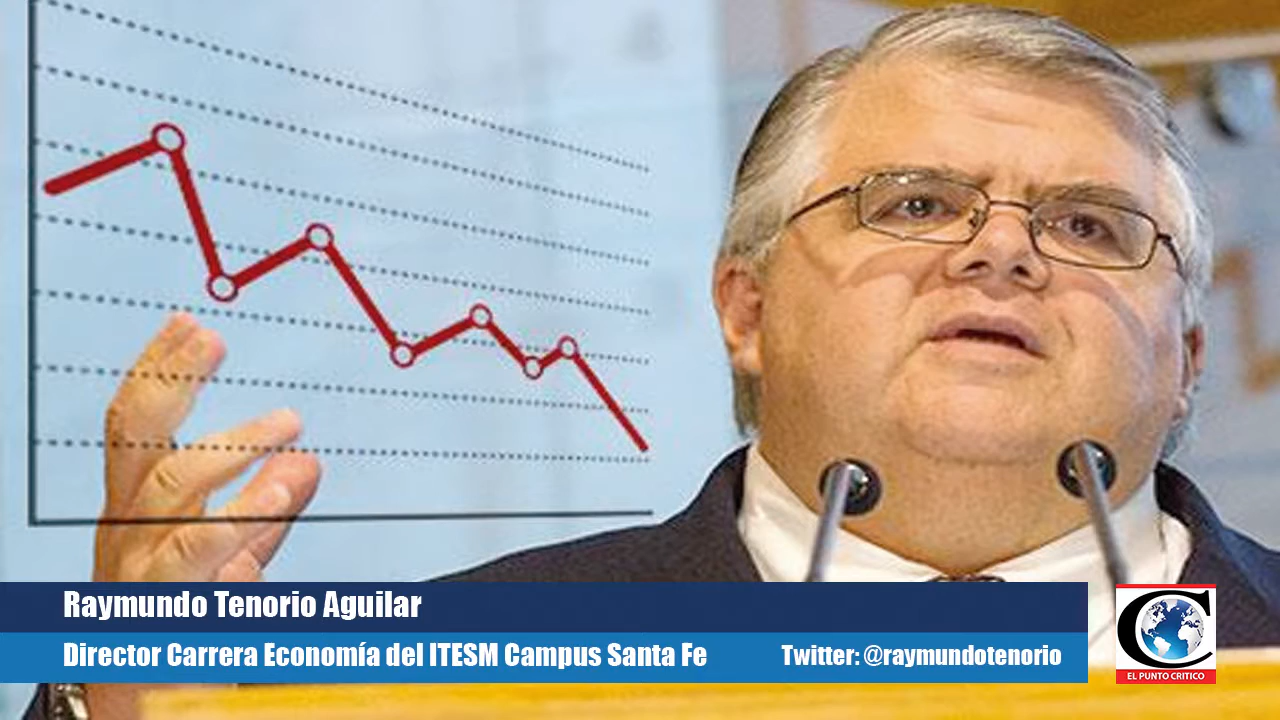 Raymundo Tenorio Aguilar
Director Carrera Economía del ITESM Campus Santa Fe
Twitter: @raymundotenorio
C
EL PUNTO CRITICO